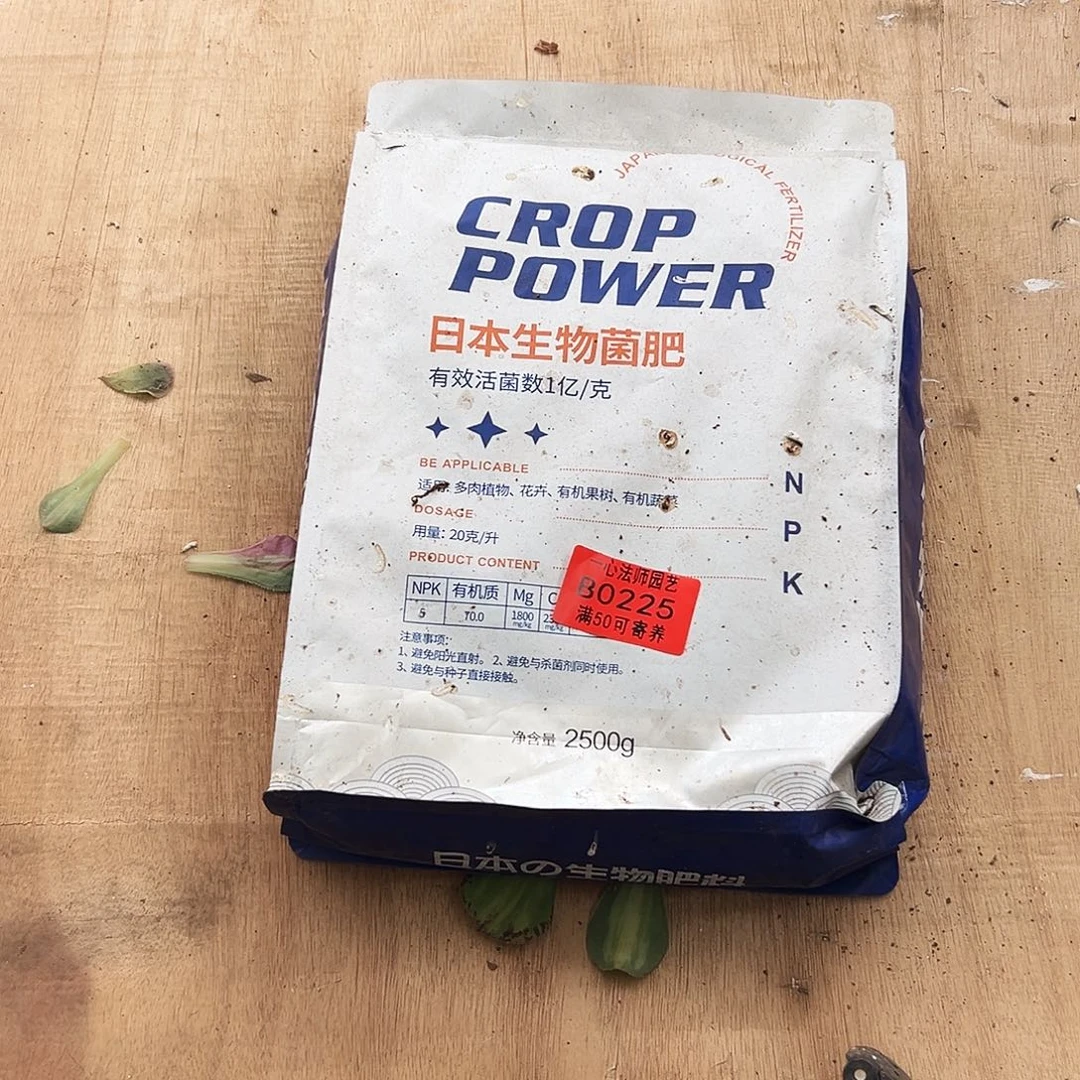 CROP
POWER
FERTILIZER
日本生物菌肥
有效活菌数1亿/克
BE APPLICABLE
适用: 多肉植物、花卉、有机果树、有机蔬菜
DOSAGE
用量: 20克/升
PRODUCT CONTENT
N
P
K
NPK 有机质 Mg
5 70.0 1800 mg/kg
一心法师园艺
B0225
满50可寄养
注意事项:
1、避免阳光直射。 2、避免与杀菌剂同时使用。
3、避免与种子直接接触。
净含量 2500g
日本の生物肥料